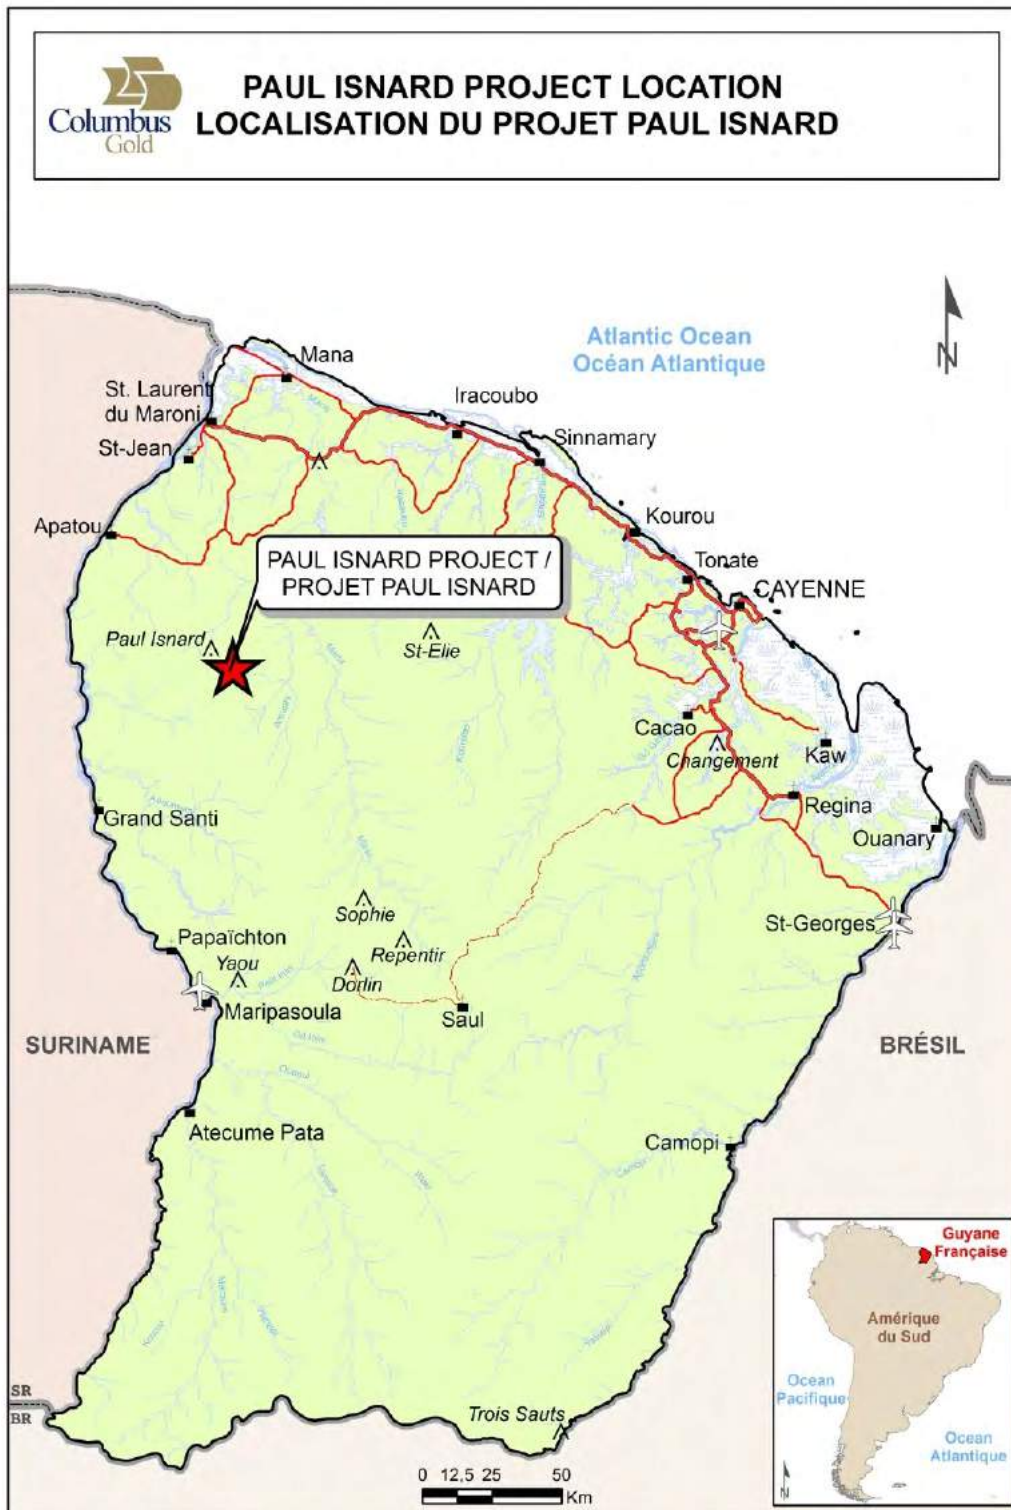 Columbus
Gold
PAUL ISNARD PROJECT LOCATION
LOCALISATION DU PROJET PAUL ISNARD
Atlantic Ocean
Océan Atlantique
N
Mana
St. Laurent
du Maroni
Iracoubo
Sinnamary
St-Jean
Apatou
Kourou
Tonate
CAYENNE
PAUL ISNARD PROJECT /
PROJET PAUL ISNARD
Paul Isnard
St-Elie
Cacao
Changement
Kaw
Regina
Grand Santi
Ouanary
Sophie
St-Georges
Repentir
Papaïchton
Yaou
Dorlin
Maripasoula
Saul
SURINAME
BRÉSIL
Atecume Pata
Camopi
Guyane
Française
Amérique
du Sud
Ocean
Pacifique
Ocean
Atlantique
N
SR
BR
Trois Sauts
0 12,5 25 50
Km